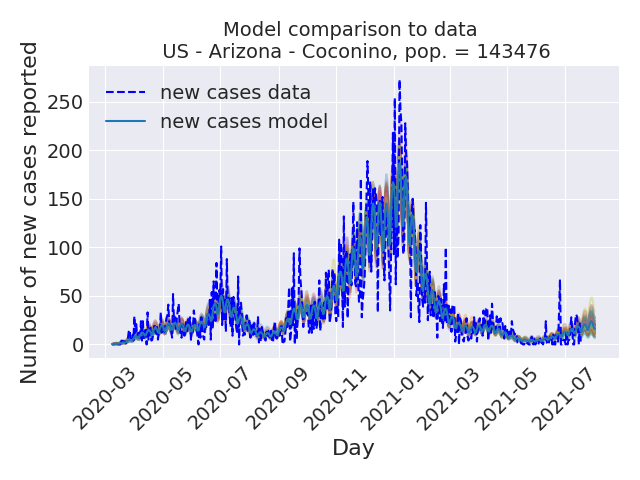 Model comparison to data
US - Arizona - Coconino, pop. = 143476
Number of new cases reported
250
200
150
100
50
0
new cases data
new cases model
2020-03
2020-05
2020-07
2020-09
2020-11
2021-01
2021-03
2021-05
2021-07
Day